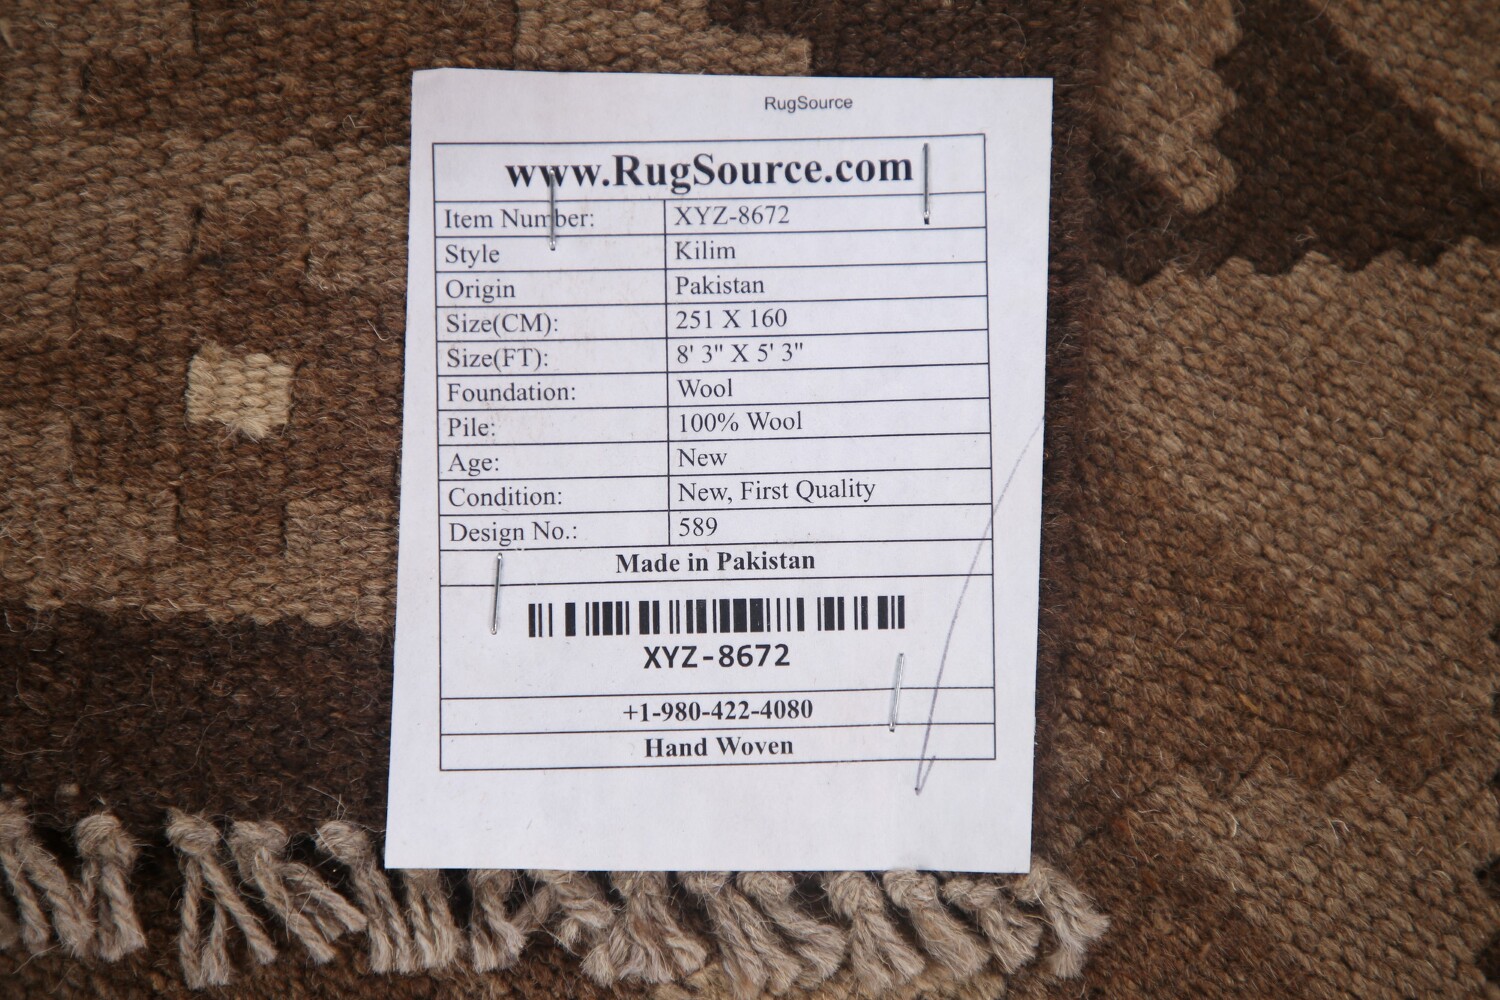 RugSource
www.RugSource.com
Item Number: XYZ-8672
Style Kilim
Origin Pakistan
Size(CM): 251 X 160
Size(FT): 8' 3" X 5' 3"
Foundation: Wool
Pile: 100% Wool
Age: New
Condition: New, First Quality
Design No.: 589
Made in Pakistan
XYZ-8672
+1-980-422-4080
Hand Woven